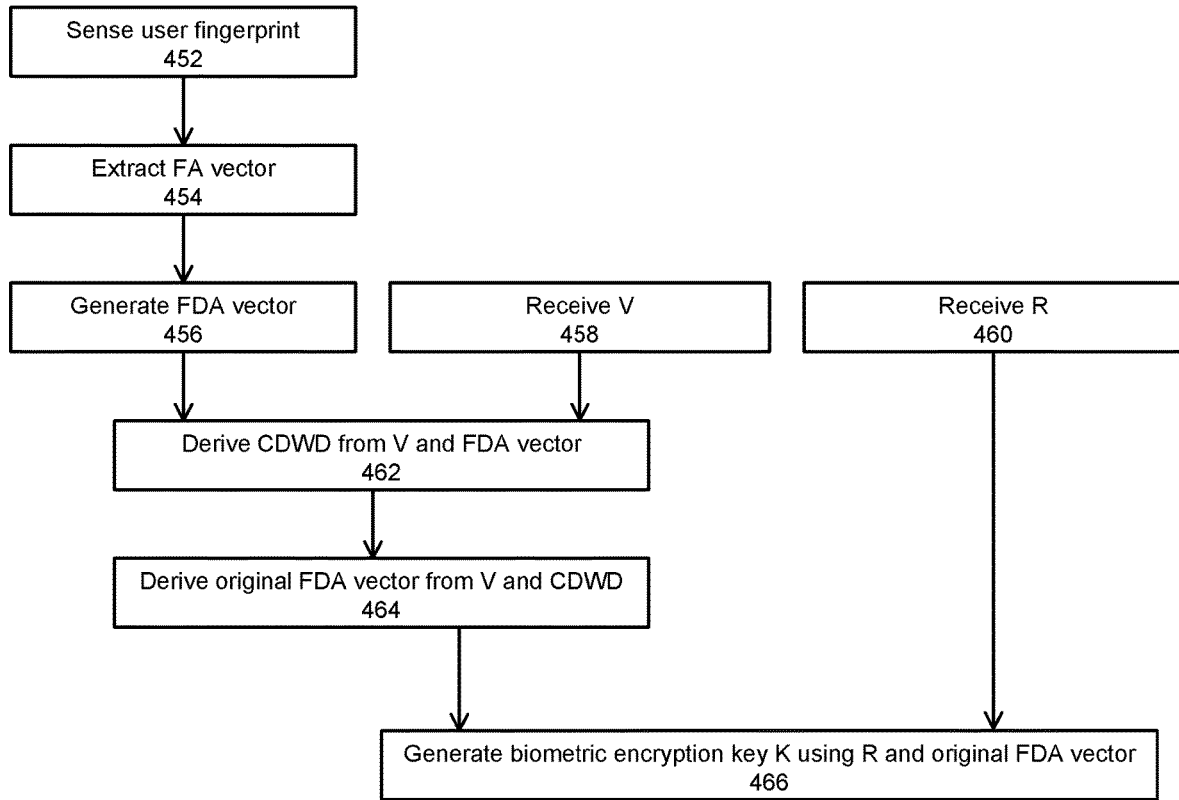 Sense user fingerprint
452
Extract FA vector
454
Generate FDA vector
456
Receive V
458
Receive R
460
Derive CDWD from V and FDA vector
462
Derive original FDA vector from V and CDWD
464
Generate biometric encryption key K using R and original FDA vector
466